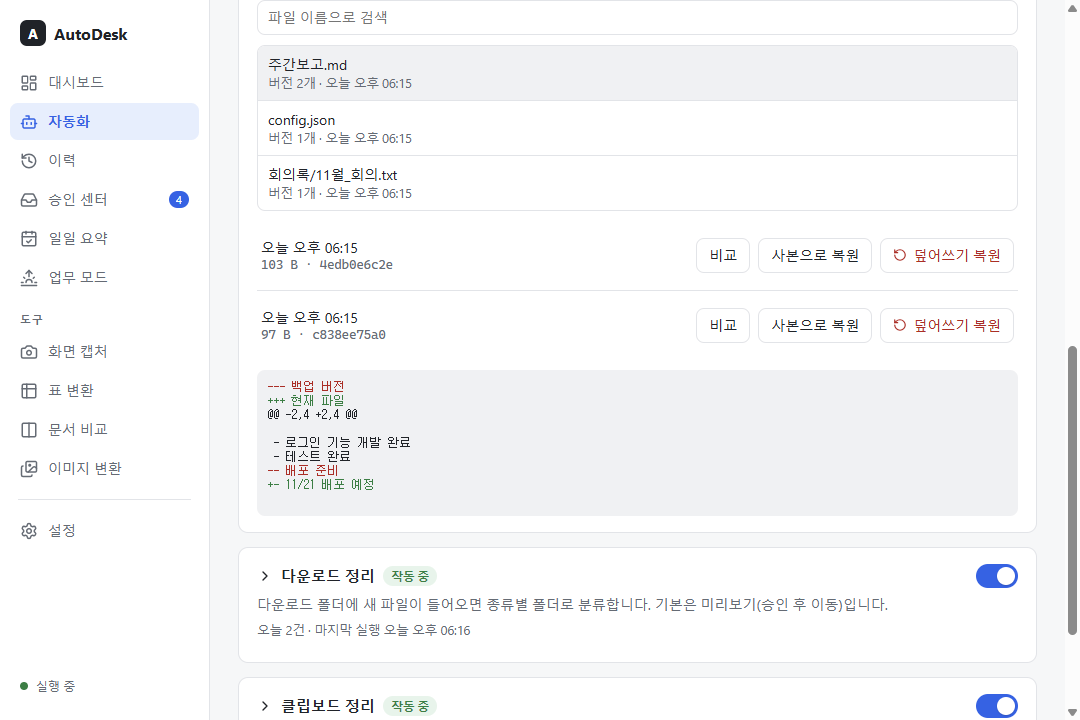 A AutoDesk
대시보드
자동화
이력
승인 센터 4
일일 요약
업무 모드
도구
화면 캡처
표 변환
문서 비교
이미지 변환
설정
실행 중
파일 이름으로 검색
주간보고.md
버전 2개 · 오늘 오후 06:15
config.json
버전 1개 · 오늘 오후 06:15
회의록/11월_회의.txt
버전 1개 · 오늘 오후 06:15
오늘 오후 06:15
103 B · 4edb0e6c2e
비교 사본으로 복원 덮어쓰기 복원
오늘 오후 06:15
97 B · c838ee75a0
비교 사본으로 복원 덮어쓰기 복원
--- 백업 버전
+++ 현재 파일
@@ -2,4 +2,4 @@
- 로그인 기능 개발 완료
- 테스트 완료
-- 배포 준비
+- 11/21 배포 예정
다운로드 정리 작동 중
다운로드 폴더에 새 파일이 들어오면 종류별 폴더로 분류합니다. 기본은 미리보기(승인 후 이동)입니다.
오늘 2건 · 마지막 실행 오늘 오후 06:16
클립보드 정리 작동 중